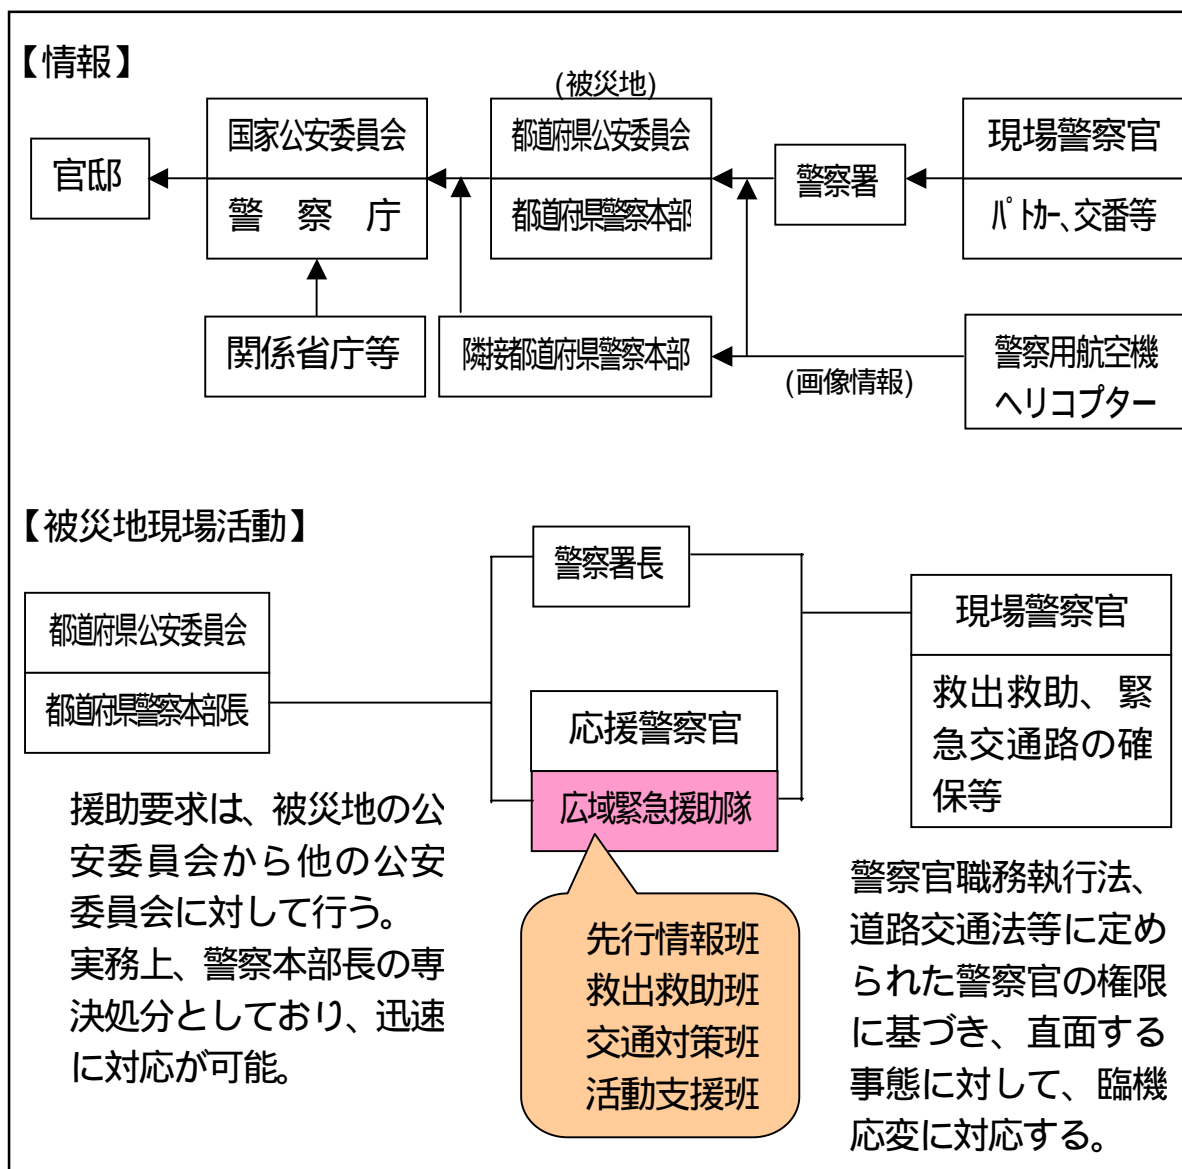 【情報】
(被災地)
官邸
国家公安委員会
警 察 庁
都道府県公安委員会
都道府県警察本部
警察署
現場警察官
パトカー、交番等
関係省庁等
隣接都道府県警察本部
(画像情報)
警察用航空機
ヘリコプター
【被災地現場活動】
都道府県公安委員会
都道府県警察本部長
警察署長
応援警察官
広域緊急援助隊
現場警察官
救出救助、緊
急交通路の確
保等
援助要求は、被災地の公
安委員会から他の公安
委員会に対して行う。
実務上、警察本部長の専
決処分としており、迅速
に対応が可能。
先行情報班
救出救助班
交通対策班
活動支援班
警察官職務執行法、
道路交通法等に定め
られた警察官の権限
に基づき、直面する
事態に対して、臨機
応変に対応する。